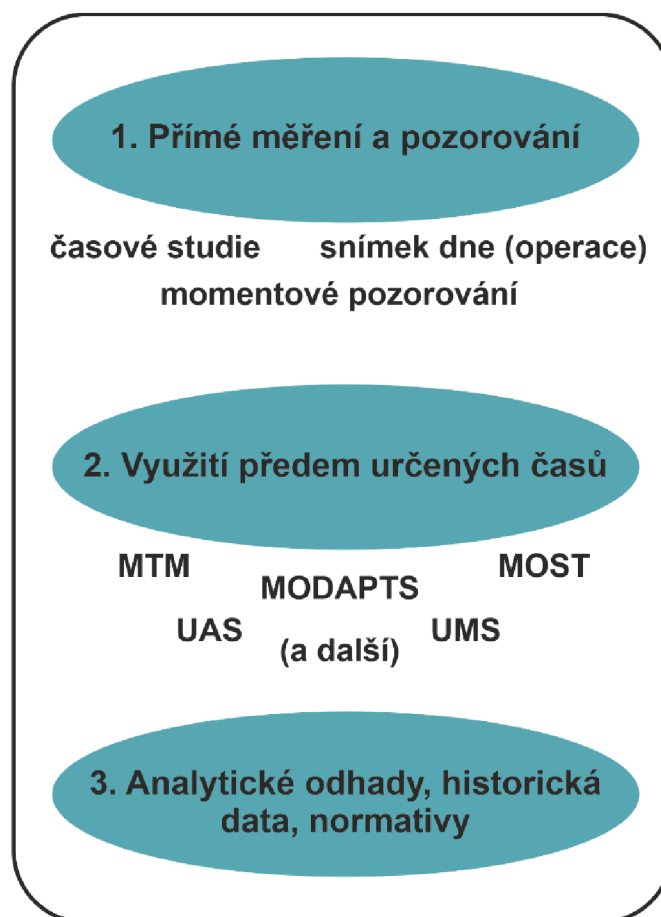 1. Přímé měření a pozorování
časové studie snímek dne (operace)
momentové pozorování
2. Využití předem určených časů
MTM MOST
MODAPTS
UAS UMS
(a další)
3. Analytické odhady, historická
data, normativy